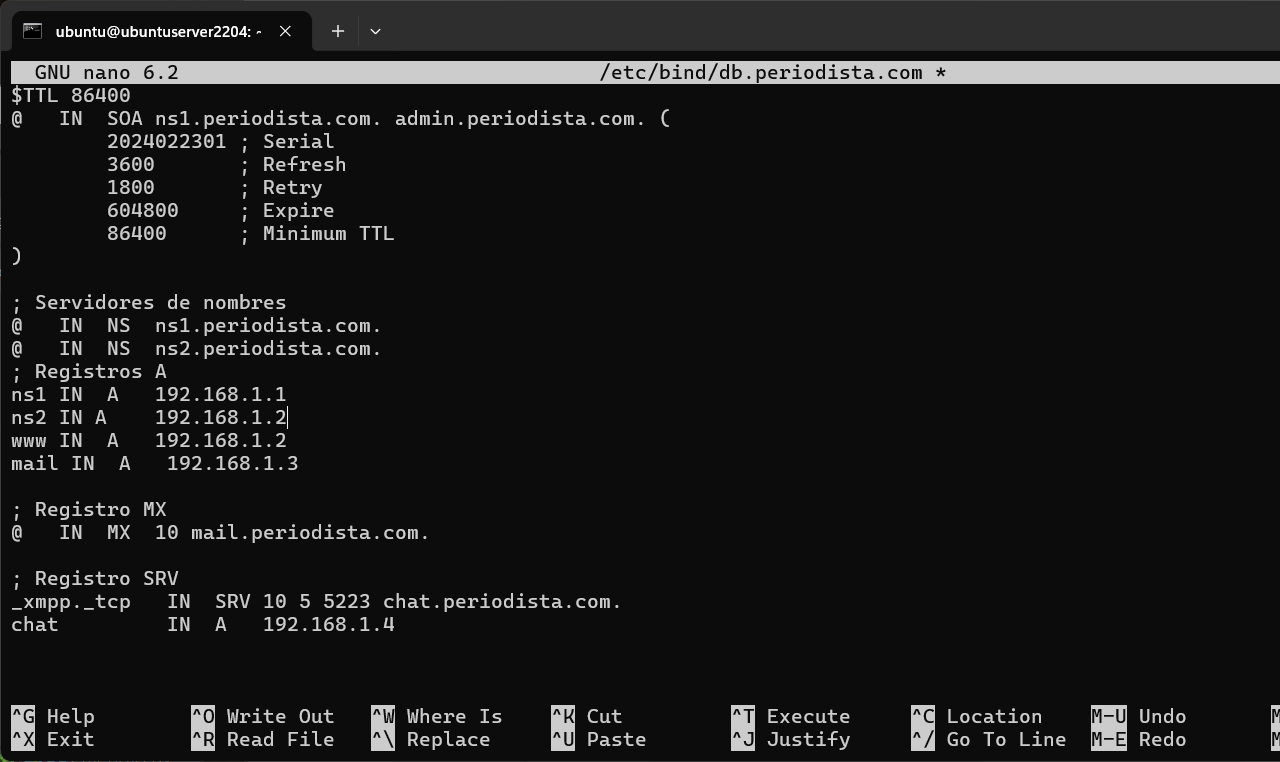 ubuntu@ubuntuserver2204: ~
GNU nano 6.2 /etc/bind/db.periodista.com *
$TTL 86400
@   IN  SOA ns1.periodista.com. admin.periodista.com. (
        2024022301 ; Serial
        3600       ; Refresh
        1800       ; Retry
        604800     ; Expire
        86400      ; Minimum TTL
)
; Servidores de nombres
@   IN  NS  ns1.periodista.com.
@   IN  NS  ns2.periodista.com.
; Registros A
ns1 IN  A   192.168.1.1
ns2 IN A    192.168.1.2
www IN  A   192.168.1.2
mail IN  A   192.168.1.3
; Registro MX
@   IN  MX  10 mail.periodista.com.
; Registro SRV
_xmpp._tcp   IN  SRV 10 5 5223 chat.periodista.com.
chat         IN  A   192.168.1.4
^G Help ^O Write Out ^W Where Is ^K Cut ^T Execute ^C Location M-U Undo
^X Exit ^R Read File ^\ Replace ^U Paste ^J Justify ^/ Go To Line M-E Redo